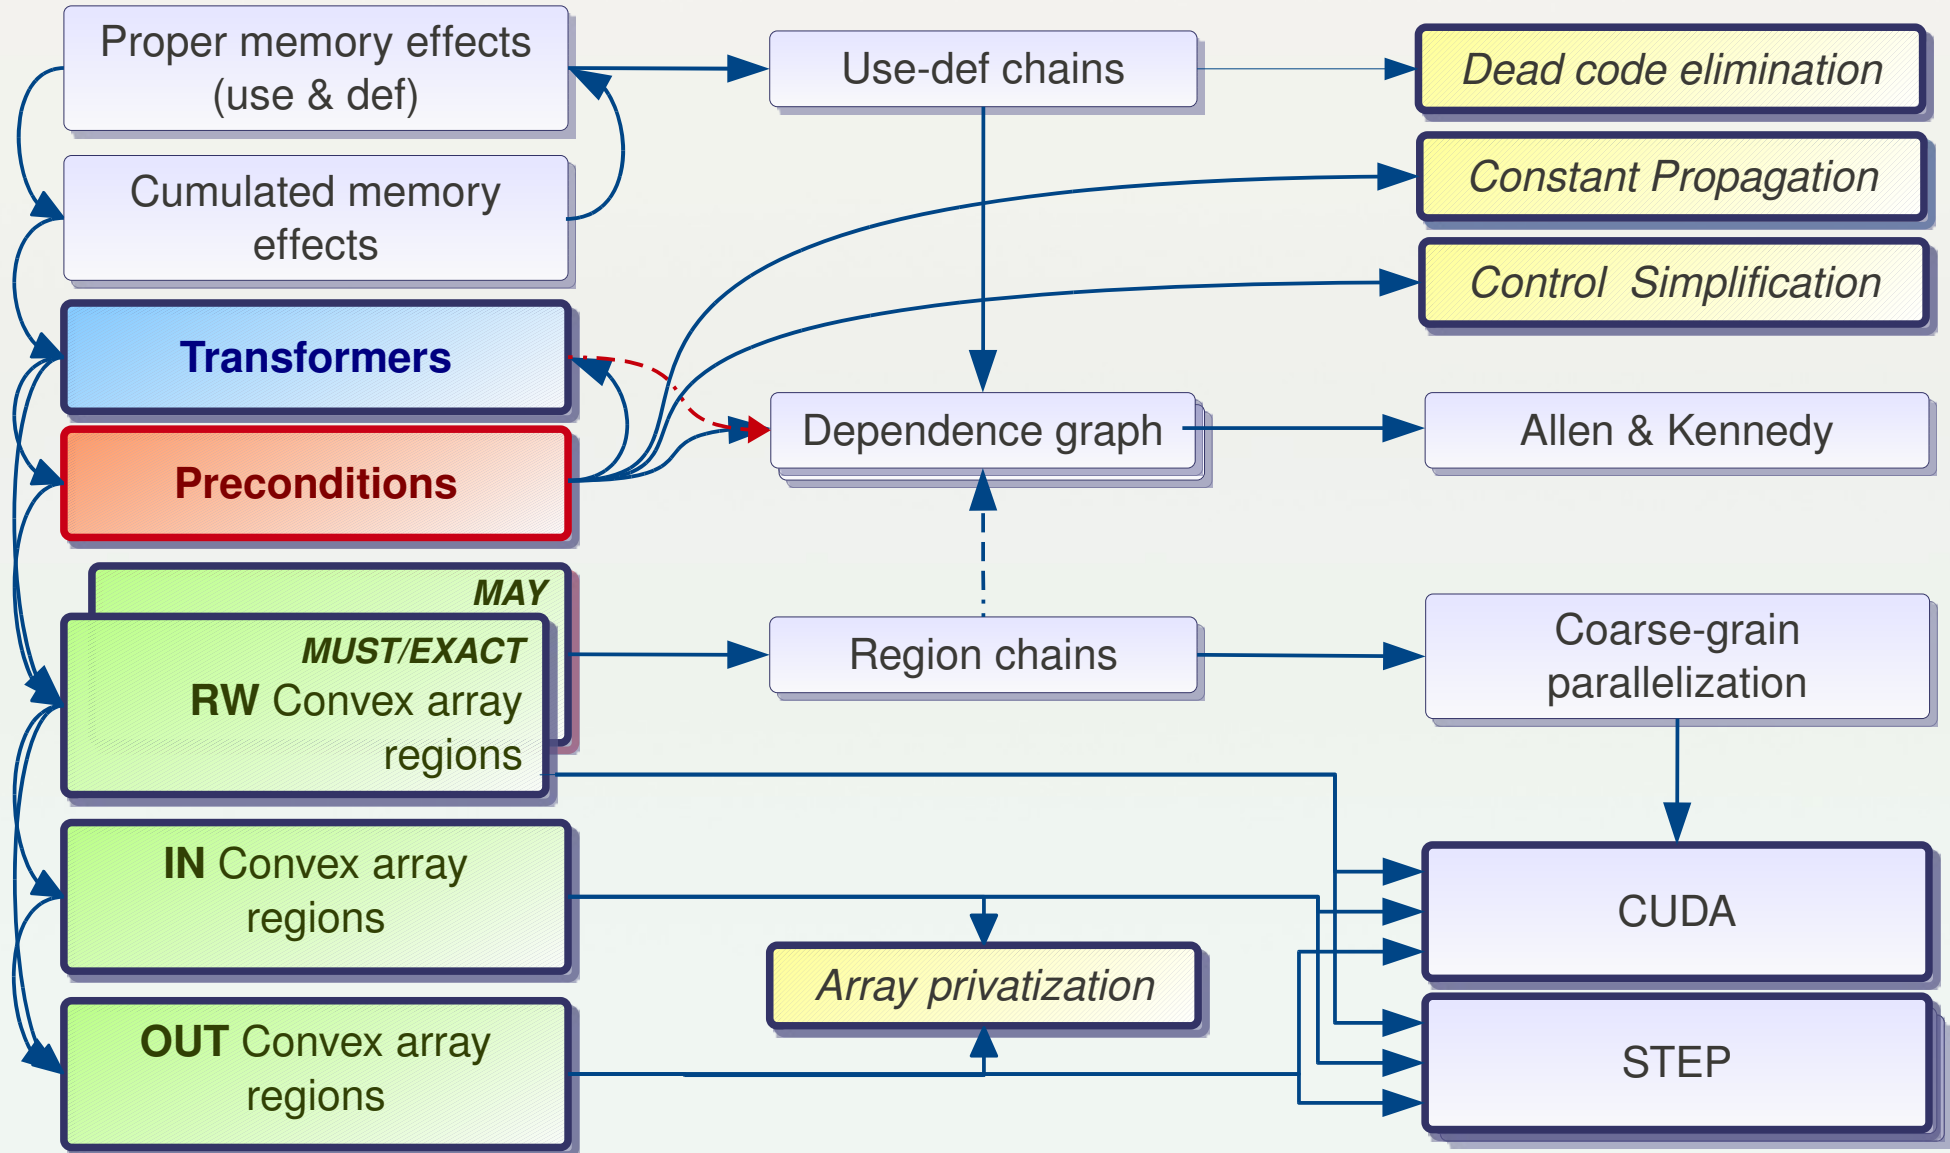 Proper memory effects
(use & def)
Use-def chains
Dead code elimination
Constant Propagation
Cumulated memory
effects
Control  Simplification
Transformers
Dependence graph
Allen & Kennedy
Preconditions
MAY
MUST/EXACT
RW Convex array
regions
Region chains
Coarse-grain
parallelization
IN Convex array
regions
CUDA
Array privatization
OUT Convex array
regions
STEP